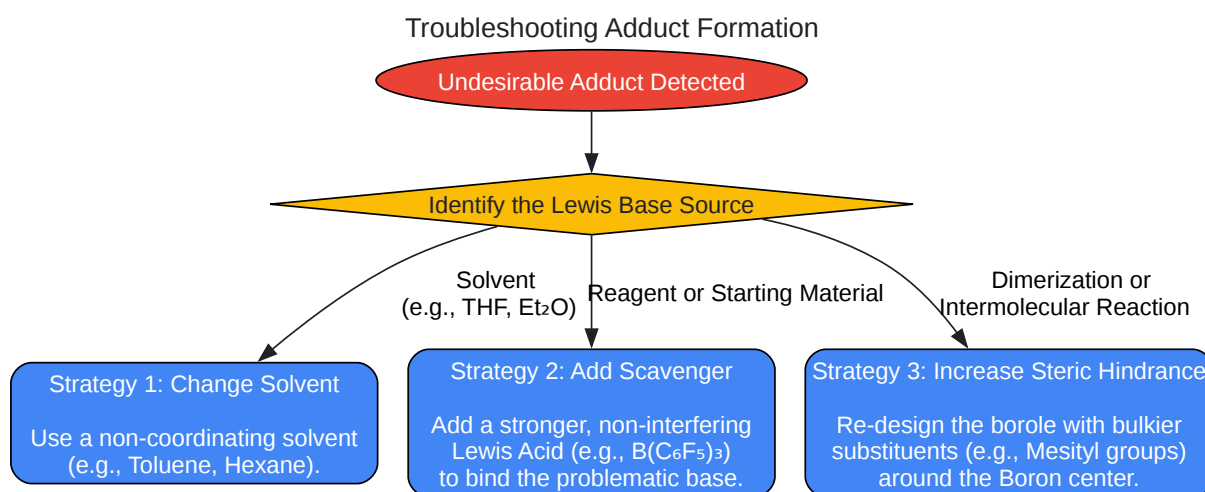 Troubleshooting Adduct Formation
Undesirable Adduct Detected
Identify the Lewis Base Source
Solvent
(e.g., THF, Et₂O)
Reagent or Starting Material
Dimerization or
Intermolecular Reaction
Strategy 1: Change Solvent
Use a non-coordinating solvent
(e.g., Toluene, Hexane).
Strategy 2: Add Scavenger
Add a stronger, non-interfering
Lewis Acid (e.g., B(C₆F₅)₃)
to bind the problematic base.
Strategy 3: Increase Steric Hindrance
Re-design the borole with bulkier
substituents (e.g., Mesityl groups)
around the Boron center.